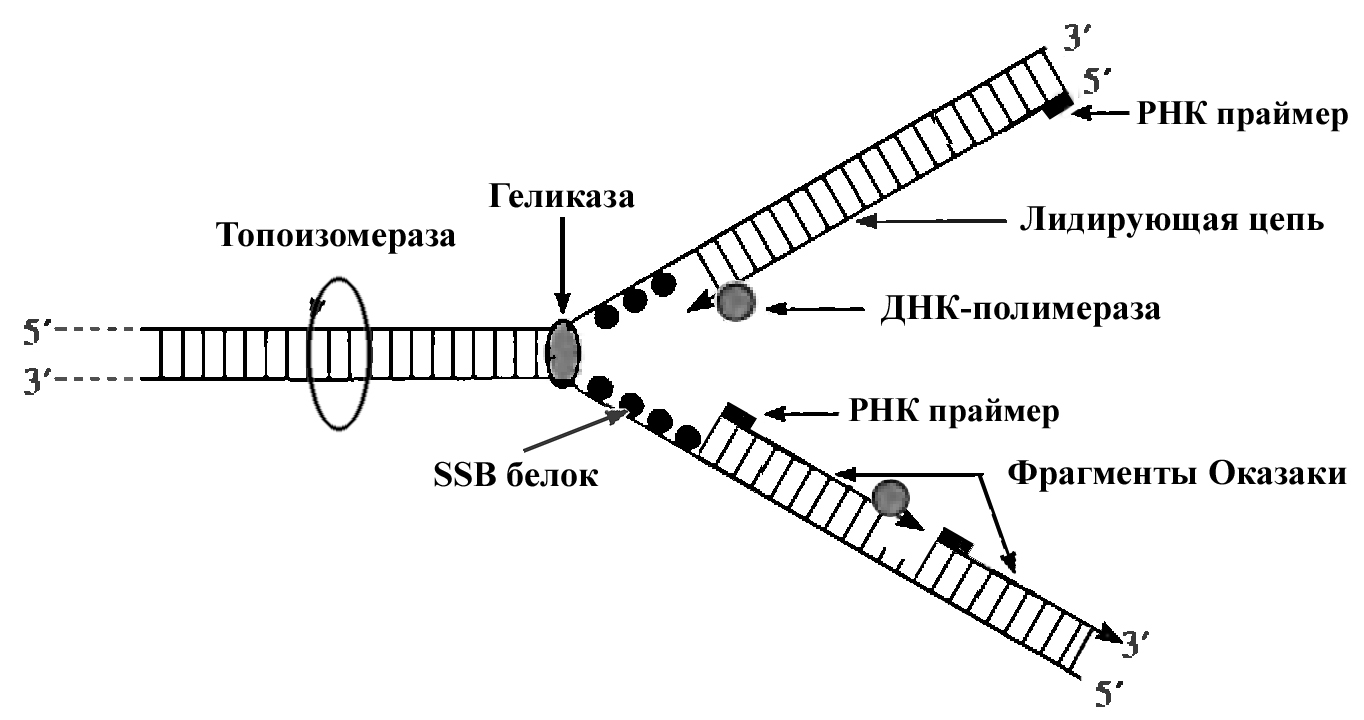 3′
5′
РНК праймер
Геликаза
Лидирующая цепь
Топоизомераза
ДНК-полимераза
5′
3′
РНК праймер
SSB белок
Фрагменты Оказаки
3′
5′